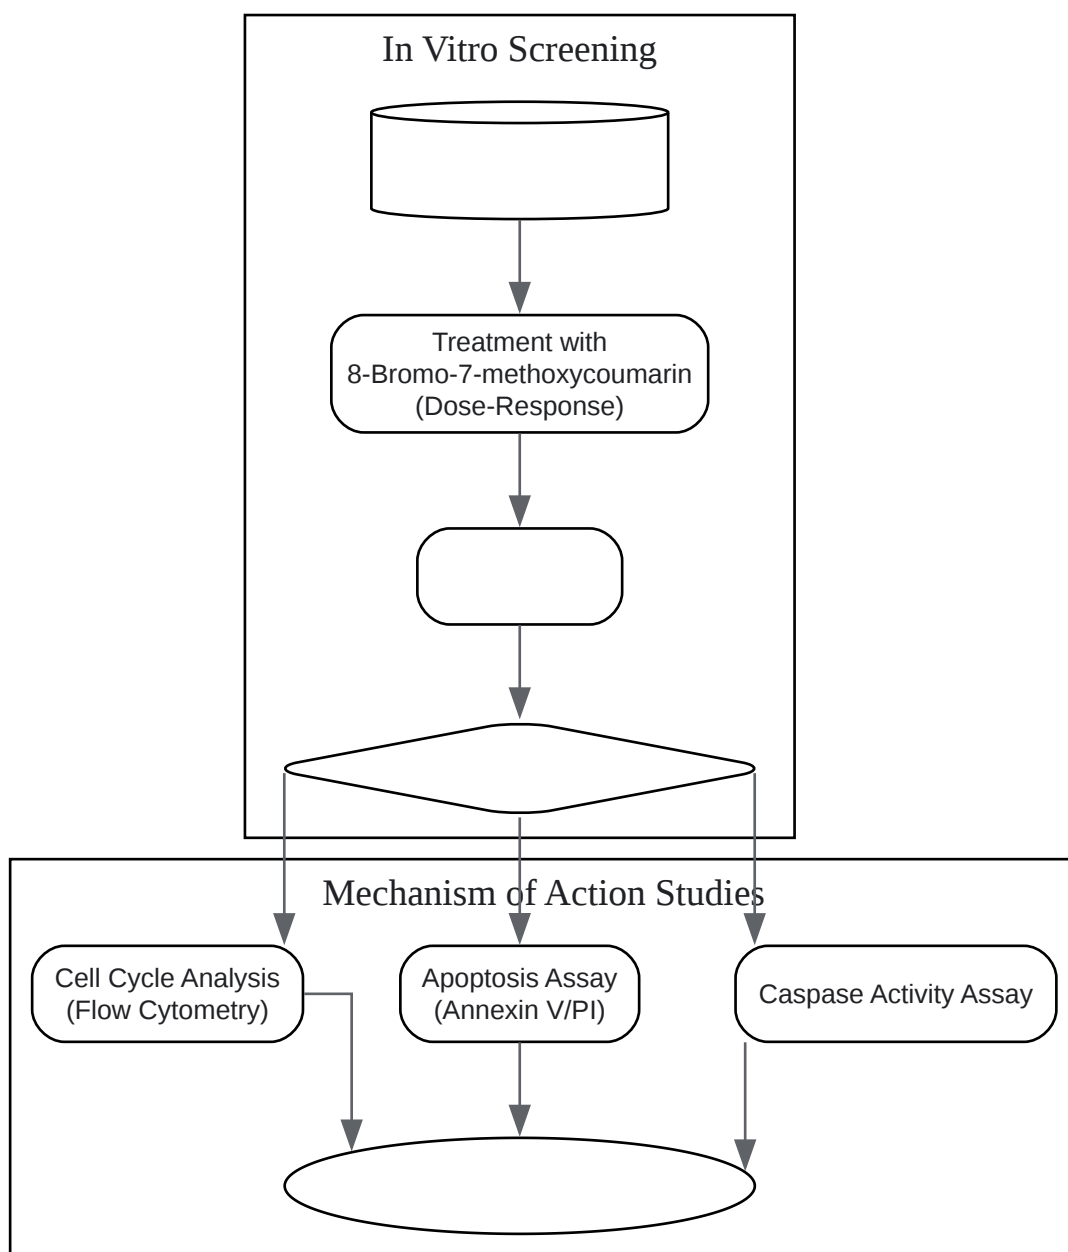 In Vitro Screening
Treatment with
8-Bromo-7-methoxycoumarin
(Dose-Response)
Mechanism of Action Studies
Cell Cycle Analysis
(Flow Cytometry)
Apoptosis Assay
(Annexin V/PI)
Caspase Activity Assay